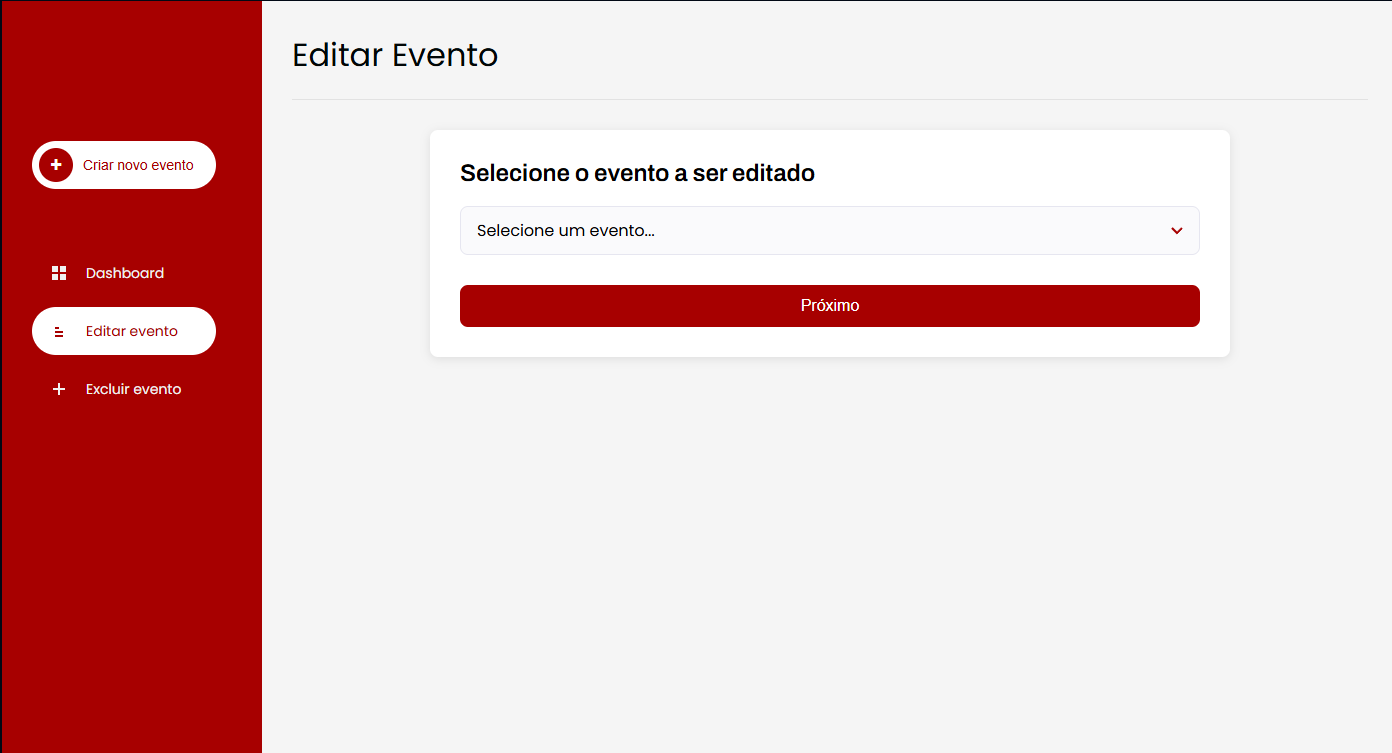 Criar novo evento
Dashboard
Editar evento
Excluir evento
Editar Evento
Selecione o evento a ser editado
Selecione um evento...
Próximo